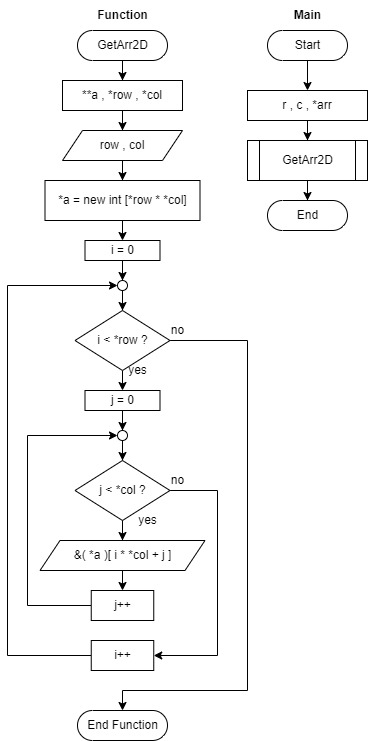 Function
GetArr2D
**a , *row , *col
row , col
*a = new int [*row * *col]
i = 0
i < *row ?
no
yes
j = 0
j < *col ?
no
yes
&( *a )[ i * *col + j ]
j++
i++
End Function
Main
Start
r , c , *arr
GetArr2D
End